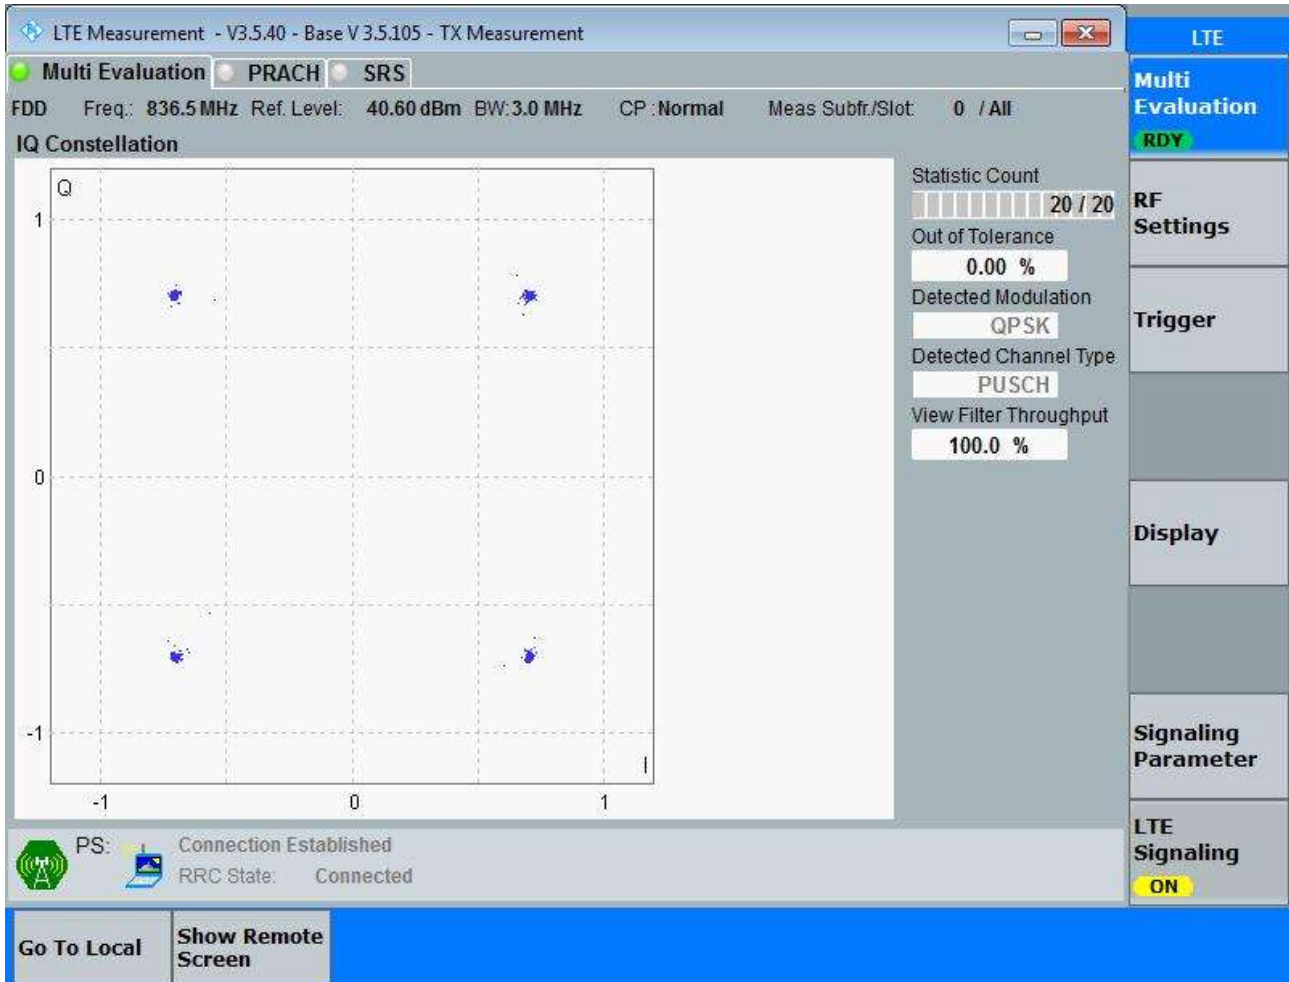 LTE Measurement - V3.5.40 - Base V 3.5.105 - TX Measurement
LTE
Multi Evaluation PRACH SRS
FDD Freq.: 836.5 MHz Ref. Level: 40.60 dBm BW: 3.0 MHz CP : Normal Meas Subfr./Slot: 0 / All
IQ Constellation
Q
1
0
-1
I
-1 0 1
Statistic Count
20 / 20
Out of Tolerance
0.00 %
Detected Modulation
QPSK
Detected Channel Type
PUSCH
View Filter Throughput
100.0 %
Multi
Evaluation
RDY
RF
Settings
Trigger
Display
Signaling
Parameter
LTE
Signaling
ON
PS: Connection Established
RRC State: Connected
Go To Local
Show Remote
Screen